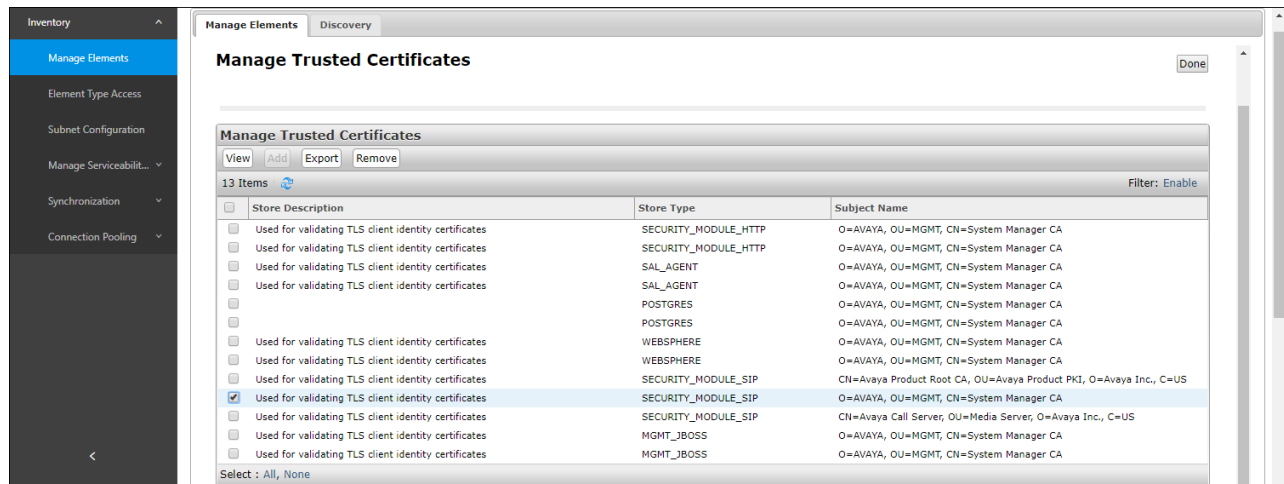 Inventory
Manage Elements
Element Type Access
Subnet Configuration
Manage Serviceabilit...
Synchronization
Connection Pooling
Manage Elements Discovery
Manage Trusted Certificates
Done
Manage Trusted Certificates
View Add Export Remove
13 Items Filter: Enable
Store Description Store Type Subject Name
Used for validating TLS client identity certificates SECURITY_MODULE_HTTP O=AVAYA, OU=MGMT, CN=System Manager CA
Used for validating TLS client identity certificates SECURITY_MODULE_HTTP O=AVAYA, OU=MGMT, CN=System Manager CA
Used for validating TLS client identity certificates SAL_AGENT O=AVAYA, OU=MGMT, CN=System Manager CA
Used for validating TLS client identity certificates SAL_AGENT O=AVAYA, OU=MGMT, CN=System Manager CA
POSTGRES O=AVAYA, OU=MGMT, CN=System Manager CA
POSTGRES O=AVAYA, OU=MGMT, CN=System Manager CA
Used for validating TLS client identity certificates WEBSPHERE O=AVAYA, OU=MGMT, CN=System Manager CA
Used for validating TLS client identity certificates WEBSPHERE O=AVAYA, OU=MGMT, CN=System Manager CA
Used for validating TLS client identity certificates SECURITY_MODULE_SIP CN=Avaya Product Root CA, OU=Avaya Product PKI, O=Avaya Inc., C=US
Used for validating TLS client identity certificates SECURITY_MODULE_SIP O=AVAYA, OU=MGMT, CN=System Manager CA
Used for validating TLS client identity certificates SECURITY_MODULE_SIP CN=Avaya Call Server, OU=Media Server, O=Avaya Inc., C=US
Used for validating TLS client identity certificates MGMT_JBOSS O=AVAYA, OU=MGMT, CN=System Manager CA
Used for validating TLS client identity certificates MGMT_JBOSS O=AVAYA, OU=MGMT, CN=System Manager CA
Select : All, None